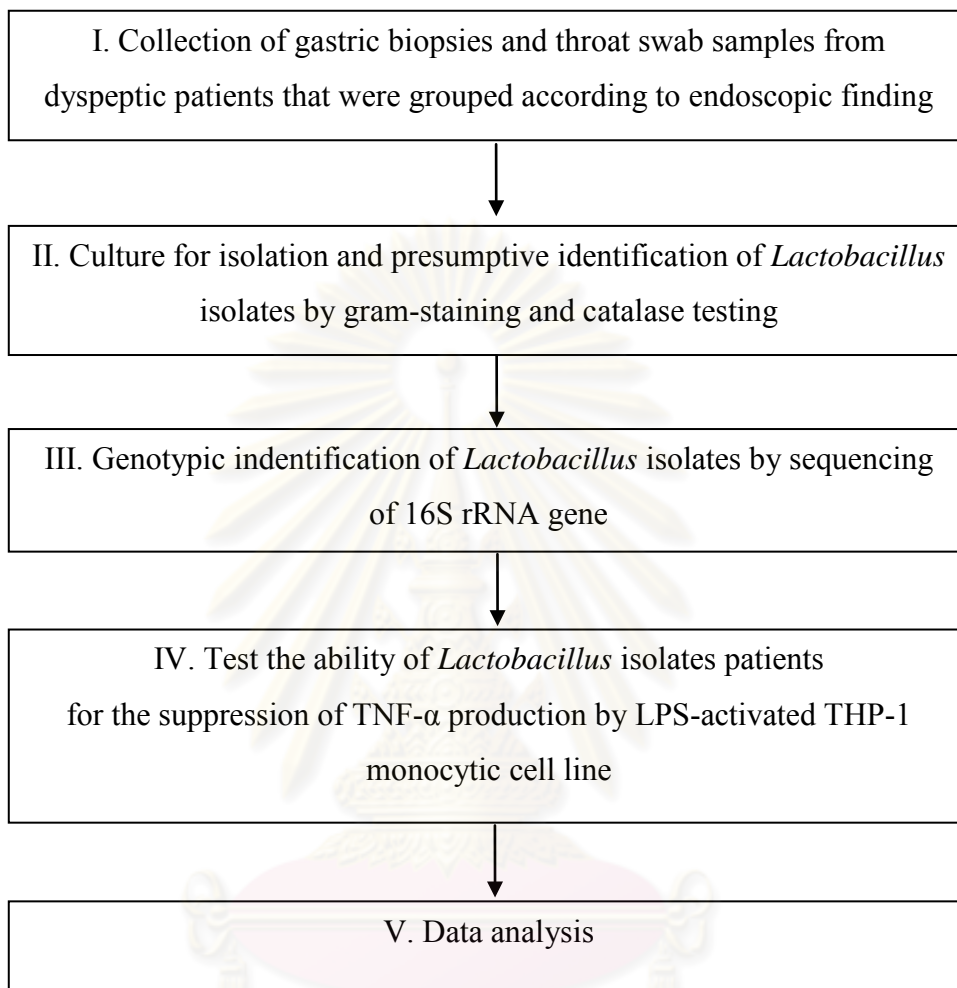 I. Collection of gastric biopsies and throat swab samples from
dyspeptic patients that were grouped according to endoscopic finding
II. Culture for isolation and presumptive identification of Lactobacillus
isolates by gram-staining and catalase testing
III. Genotypic indentification of Lactobacillus isolates by sequencing
of 16S rRNA gene
IV. Test the ability of Lactobacillus isolates patients
for the suppression of TNF-α production by LPS-activated THP-1
monocytic cell line
V. Data analysis